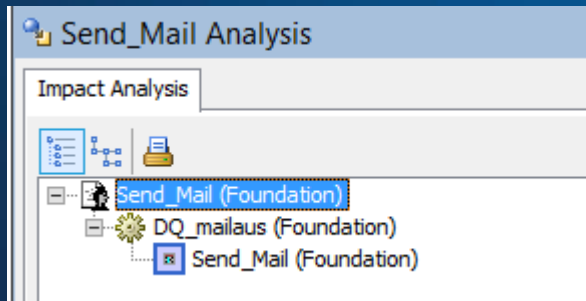 Send_Mail Analysis
Impact Analysis
Send_Mail (Foundation)
DQ_mailaus (Foundation)
Send_Mail (Foundation)